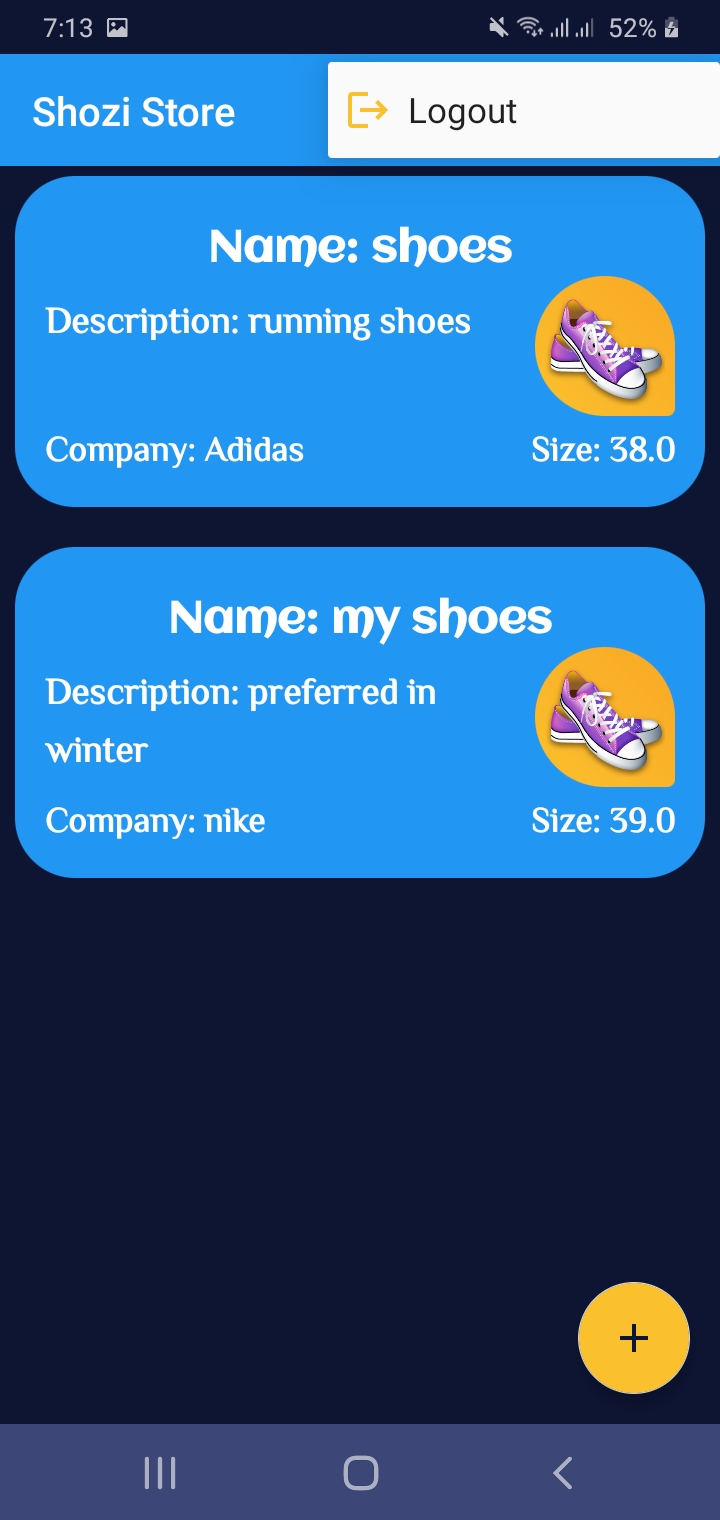 7:13
52%
Shozi Store
Logout
Name: shoes
Description: running shoes
Company: Adidas
Size: 38.0
Name: my shoes
Description: preferred in
winter
Company: nike
Size: 39.0